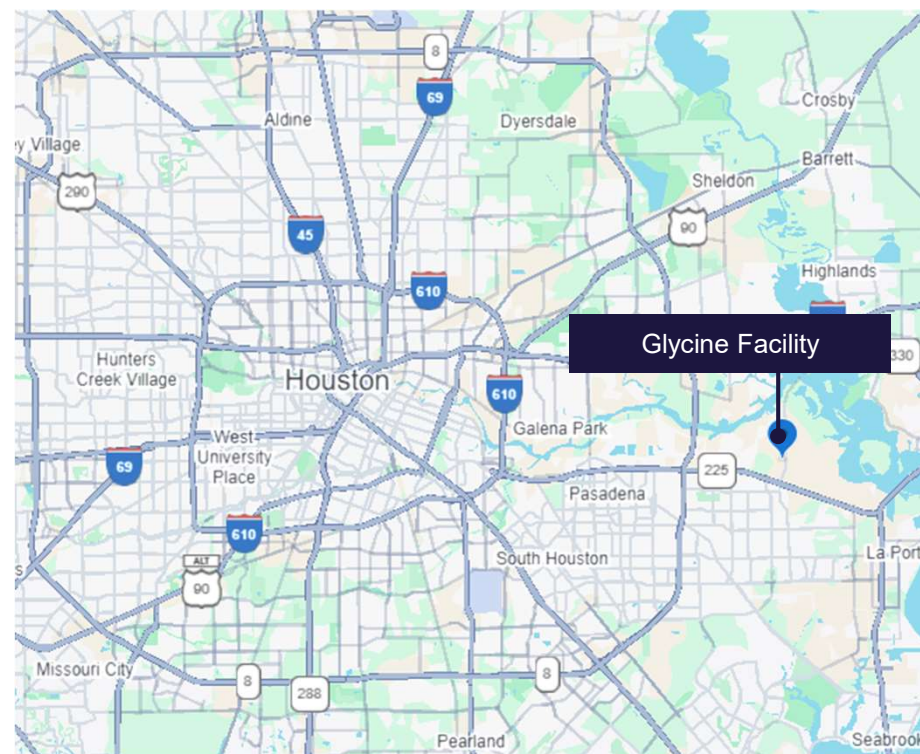 8
69
Crosby
Aldine
Dyersdale
ey Village
Barrett
Sheldon
290
90
45
Highlands
610
Glycine Facility
330
Hunters
Creek Village
Houston
610
Galena Park
West
University
Place
69
225
Pasadena
610
South Houston
La Port
ALT
90
s
Missouri City
8
288
8
Pearland
Seabroo